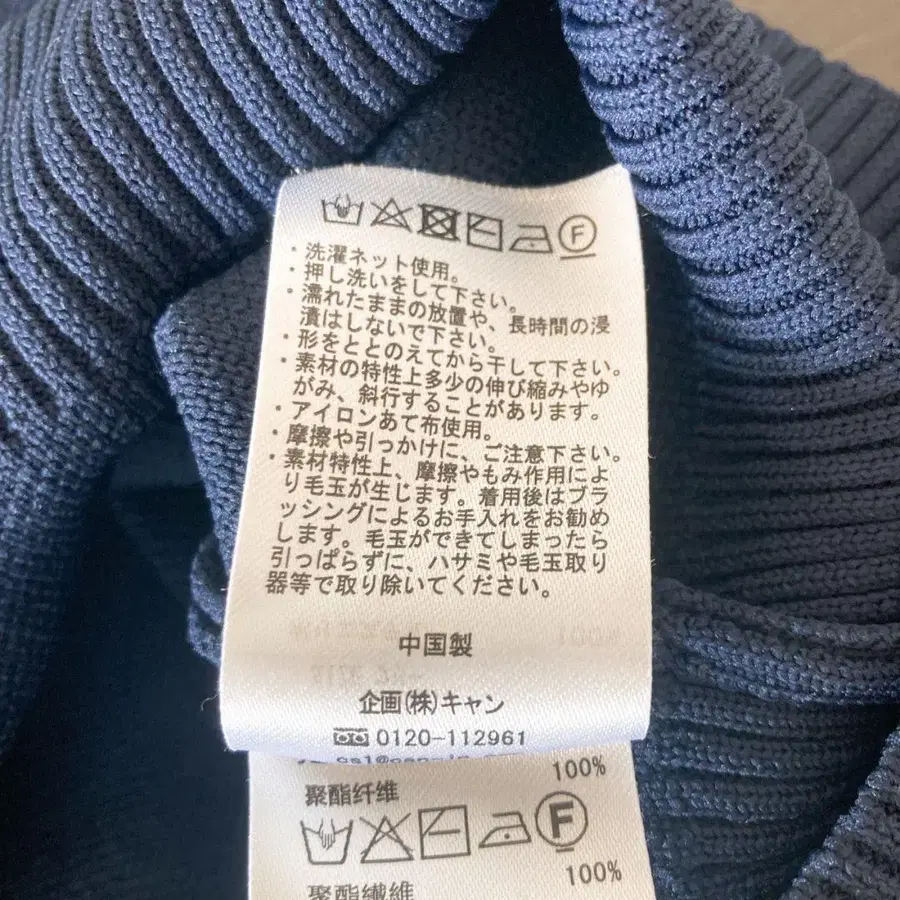 F
・洗濯ネット使用。
・押し洗いをして下さい。
・濡れたままの放置や、長時間の浸
漬はしないで下さい。
・形をととのえてから干して下さい。
・素材の特性上多少の伸び縮みやゆ
がみ、斜行することがあります。
・アイロンあて布使用。
・摩擦や引っかけに、ご注意下さい。
・素材特性上、摩擦やもみ作用によ
り毛玉が生じます。着用後はブラ
ッシングによるお手入れをお勧め
します。毛玉ができてしまったら
引っぱらずに、ハサミや毛玉取り
器等で取り除いてください。
中国製
企画(株)キャン
0120-112961
100%
聚酯纤维
F
100%
聚酯纖維